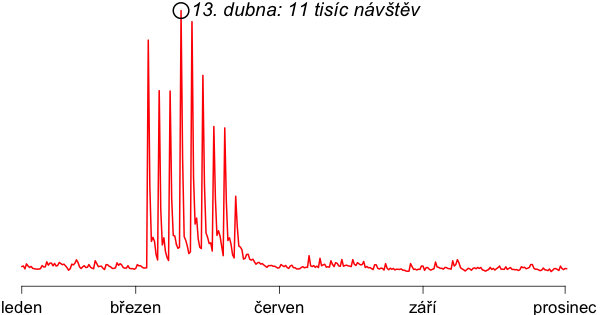 13. dubna: 11 tisíc návštěv
leden březen červen září prosinec